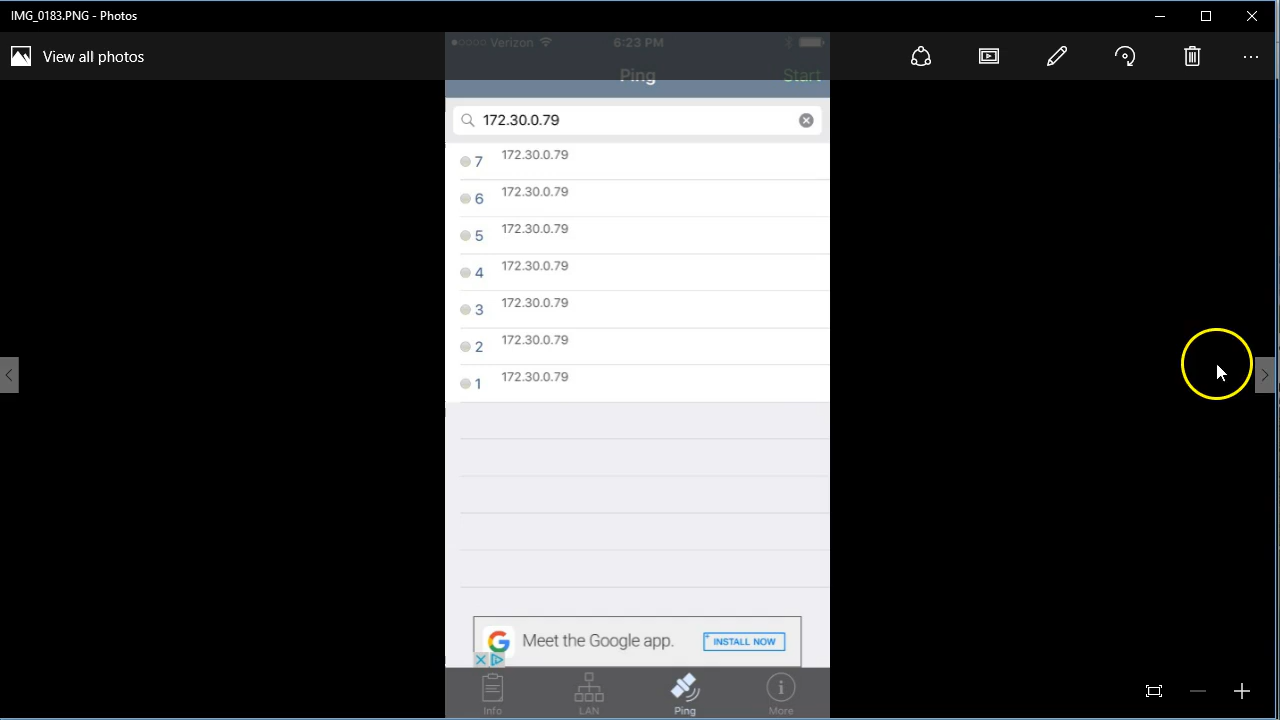 IMG_0183.PNG - Photos
View all photos
Verizon 6:23 PM
Ping Start
172.30.0.79
7 172.30.0.79
6 172.30.0.79
5 172.30.0.79
4 172.30.0.79
3 172.30.0.79
2 172.30.0.79
1 172.30.0.79
G Meet the Google app. INSTALL NOW
Info LAN Ping More